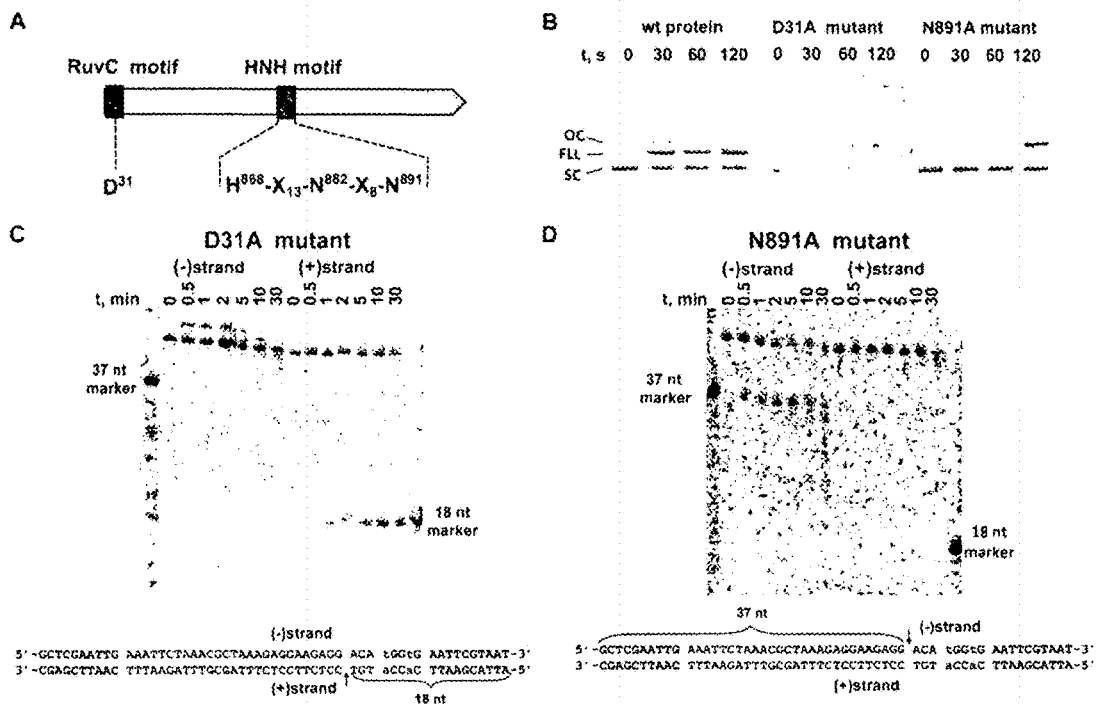 A
RuvC motif HNH motif
D31
H868-X13-N882-X8-N891
B
wt protein D31A mutant N891A mutant
t, s 0 30 60 120 0 30 60 120 0 30 60 120
OC
FLL
SC
C
D31A mutant
(-)strand (+)strand
t, min 0 0.5 1 2 5 10 30 0 0.5 1 2 5 10 30
37 nt
marker
18 nt
marker
(-)strand
5'-GCTCGAATTG AAATTCTAAACGCTAAAGAGGAAGAGG ACA tGGtG AATTCGTAAT-3'
3'-CGAGCTTAAC TTTAAGATTTGCGATTTCTCCTTCTCC TGT aCCaC TTAAGCATTA-5'
(+)strand 18 nt
D
N891A mutant
(-)strand (+)strand
t, min 0 0.5 1 2 5 10 30 0 0.5 1 2 5 10 30
37 nt
marker
18 nt
marker
37 nt
(-)strand
5'-GCTCGAATTG AAATTCTAAACGCTAAAGAGGAAGAGG ACA tGGtG AATTCGTAAT-3'
3'-CGAGCTTAAC TTTAAGATTTGCGATTTCTCCTTCTCC TGT aCCaC TTAAGCATTA-5'
(+)strand